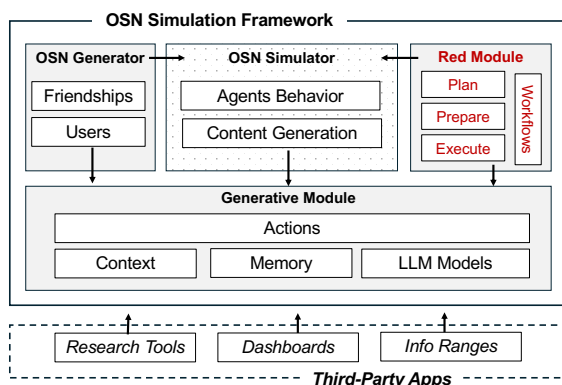 OSN Simulation Framework
OSN Generator
Friendships
Users
OSN Simulator
Agents Behavior
Content Generation
Red Module
Plan
Prepare
Execute
Workflows
Generative Module
Actions
Context
Memory
LLM Models
Research Tools
Dashboards
Info Ranges
Third-Party Apps